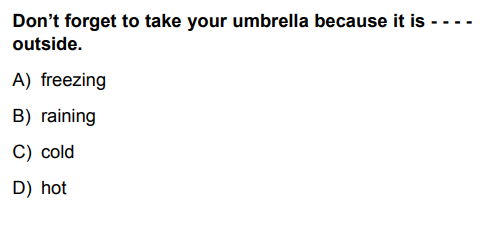 Don’t forget to take your umbrella because it is - - - -
outside.
A) freezing
B) raining
C) cold
D) hot